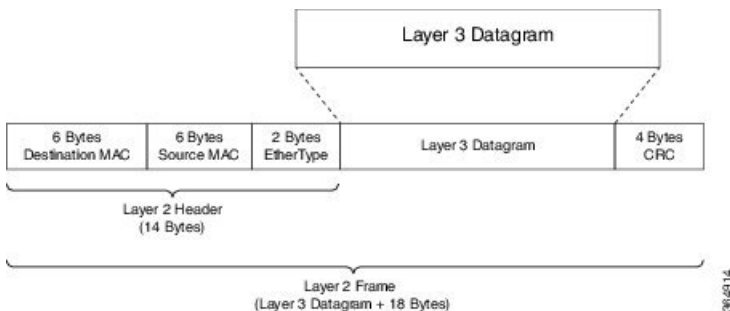 Layer 3 Datagram
6 Bytes
Destination MAC
6 Bytes
Source MAC
2 Bytes
EtherType
Layer 3 Datagram
4 Bytes
CRC
Layer 2 Header
(14 Bytes)
Layer 2 Frame
(Layer 3 Datagram + 18 Bytes)
364914